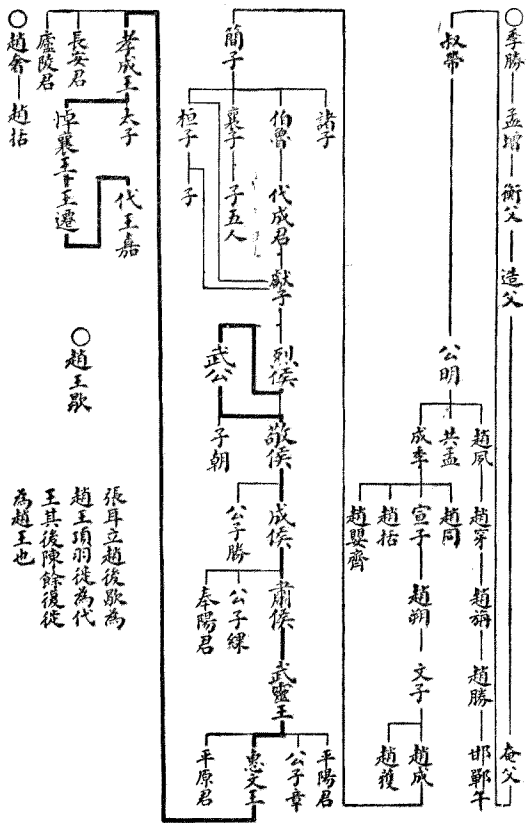 季勝
孟增
衡父
造父
奄父
叔帶
公明
趙夙
趙穿
趙旃
趙勝
邯鄲午
共孟
成季
趙同
宣子
趙朔
文子
趙成
趙獲
趙括
趙嬰齊
簡子
諸子
伯魯
代成君
獻子
烈侯
敬侯
成侯
肅侯
武靈王
平陽君
公子章
惠文王
平原君
襄子
子五人
桓子
子
武公
子朝
公子勝
公子緤
奉陽君
孝成王
太子
代王嘉
悼襄王
王遷
長安君
廬陵君
趙奢
趙括
趙王歇
張耳立趙後歇為
趙王項羽徙為代
王其後陳餘復徙
為趙王也